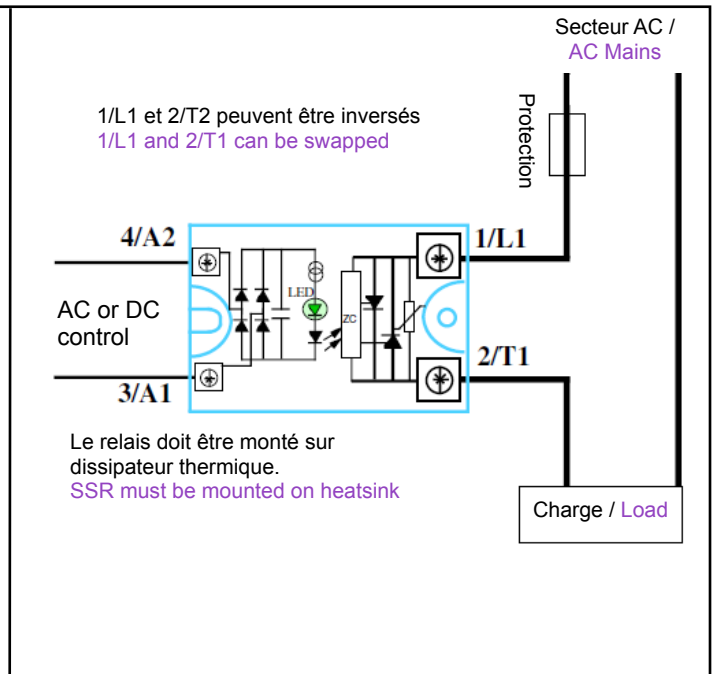 Secteur AC /
AC Mains
1/L1 et 2/T2 peuvent être inversés
1/L1 and 2/T1 can be swapped
Protection
4/A2
1/L1
LED
ZC
AC or DC
control
2/T1
3/A1
Le relais doit être monté sur
dissipateur thermique.
SSR must be mounted on heatsink
Charge / Load